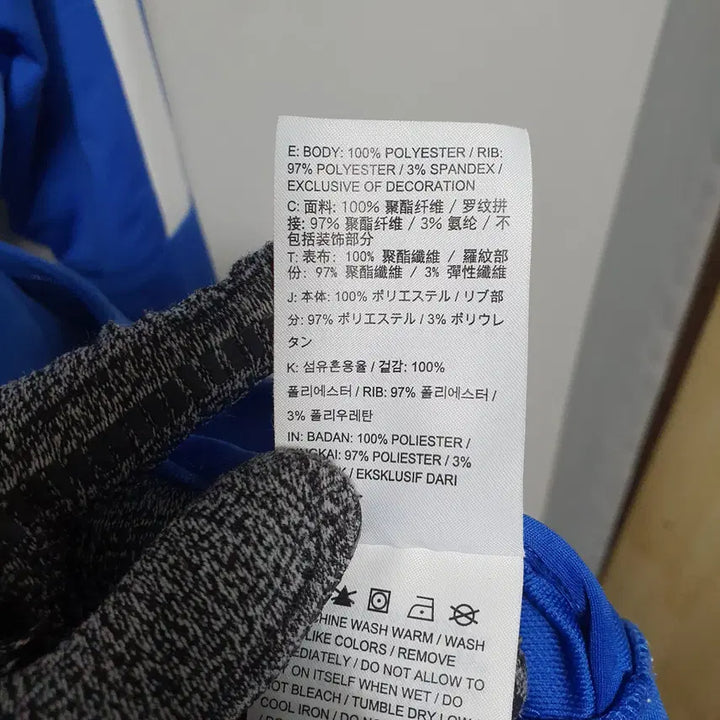 E: BODY: 100% POLYESTER / RIB:
97% POLYESTER / 3% SPANDEX /
EXCLUSIVE OF DECORATION
C: 面料: 100% 聚酯纤维 / 罗纹拼
接: 97% 聚酯纤维 / 3% 氨纶 / 不
包括装饰部分
T: 表布: 100% 聚酯纖維 / 羅紋部
份: 97% 聚酯纖維 / 3% 彈性纖維
J: 本体: 100% ポリエステル / リブ部
分: 97% ポリエステル / 3% ポリウレ
タン
K: 섬유혼용율 / 겉감: 100%
폴리에스터 / RIB: 97% 폴리에스터 /
3% 폴리우레탄
IN: BADAN: 100% POLIESTER /
97% POLIESTER / 3%
/ EKSKLUSIF DARI
WASH WARM / WASH
LIKE COLORS / REMOVE
/ DO NOT ALLOW TO
ON ITSELF WHEN WET / DO
NOT BLEACH / TUMBLE DRY LOW
COOL IRON / DO NOT